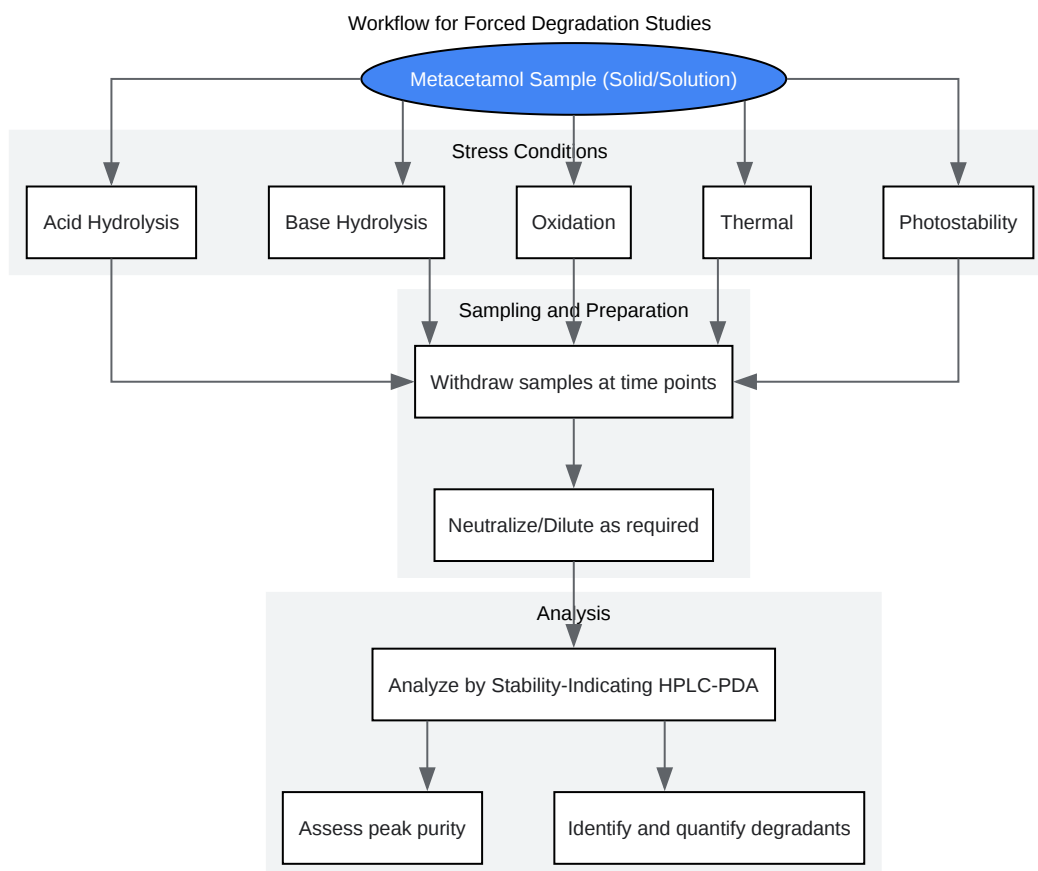 Workflow for Forced Degradation Studies
Metacetamol Sample (Solid/Solution)
Stress Conditions
Acid Hydrolysis
Base Hydrolysis
Oxidation
Thermal
Photostability
Sampling and Preparation
Withdraw samples at time points
Neutralize/Dilute as required
Analysis
Analyze by Stability-Indicating HPLC-PDA
Assess peak purity
Identify and quantify degradants